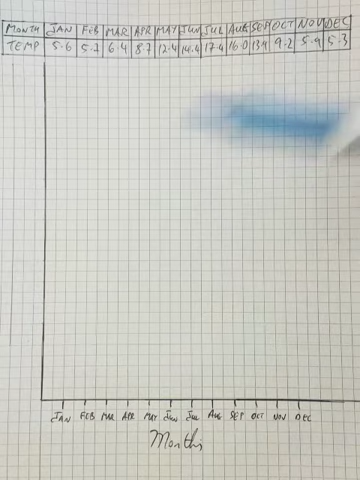 MONTH JAN FEB MAR APR MAY JUN JUL AUG SEP OCT NOV DEC
TEMP 5.6 5.7 6.4 8.7 12.4 14.4 17.4 16.0 9.2 5.9 5.3
JAN FEB MAR APR MAY Jun Jul Aug SEP OCT NOV DEC
Months